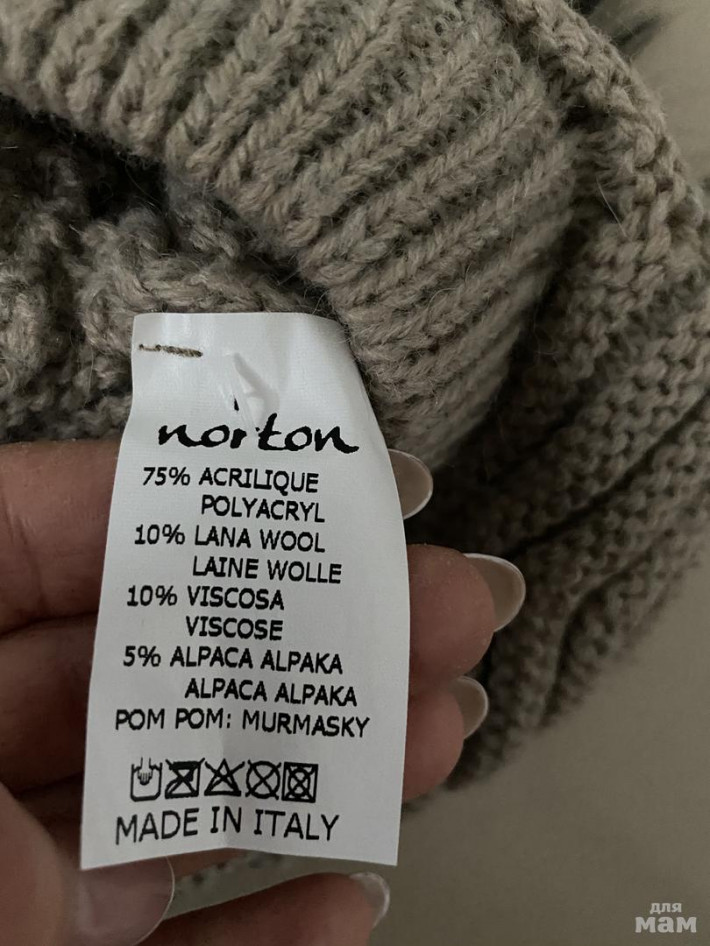 norton
75% ACRILIQUE
POLYACRYL
10% LANA WOOL
LAINE WOLLE
10% VISCOSA
VISCOSE
5% ALPACA ALPAKA
ALPACA ALPAKA
POM POM: MURMASKY
MADE IN ITALY
для
мам